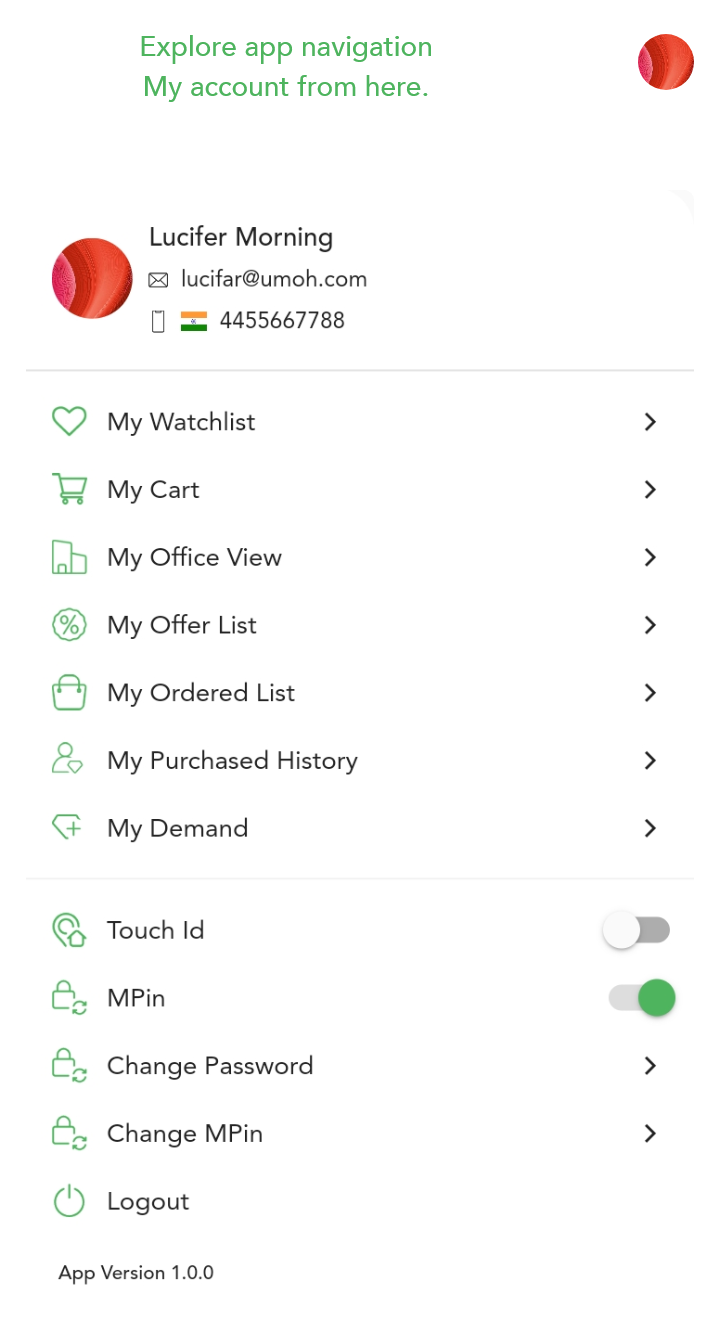 Explore app navigation
My account from here.
Lucifer Morning
lucifar@umoh.com
4455667788
My Watchlist
My Cart
My Office View
My Offer List
My Ordered List
My Purchased History
My Demand
Touch Id
MPin
Change Password
Change MPin
Logout
App Version 1.0.0